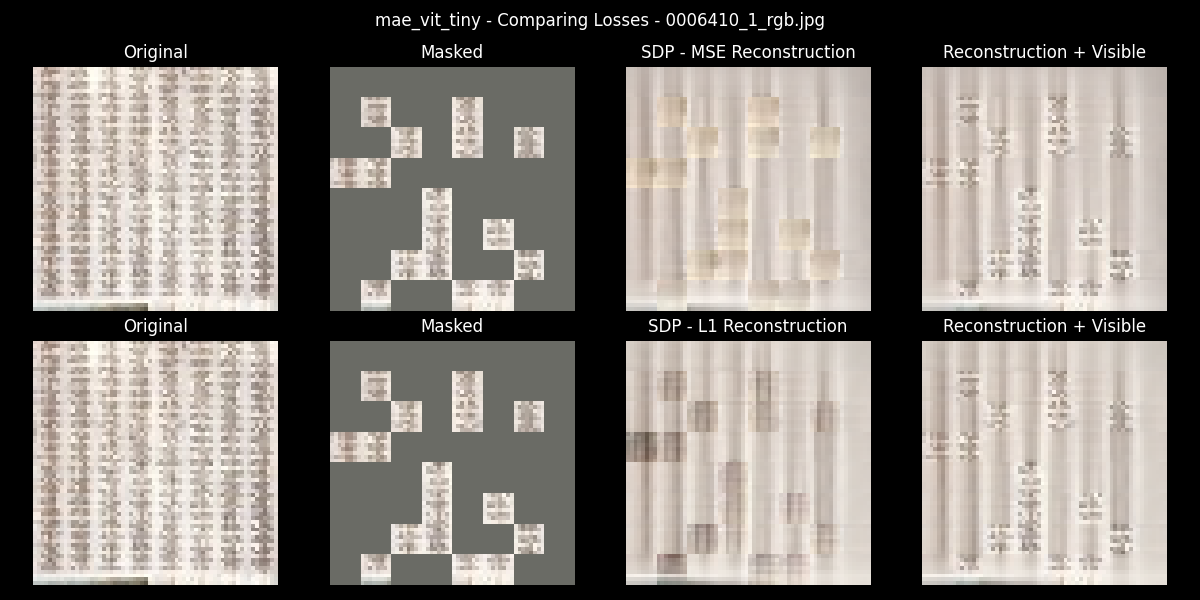 mae_vit_tiny - Comparing Losses - 0006410_1_rgb.jpg
Original
Masked
SDP - MSE Reconstruction
Reconstruction + Visible
Original
Masked
SDP - L1 Reconstruction
Reconstruction + Visible